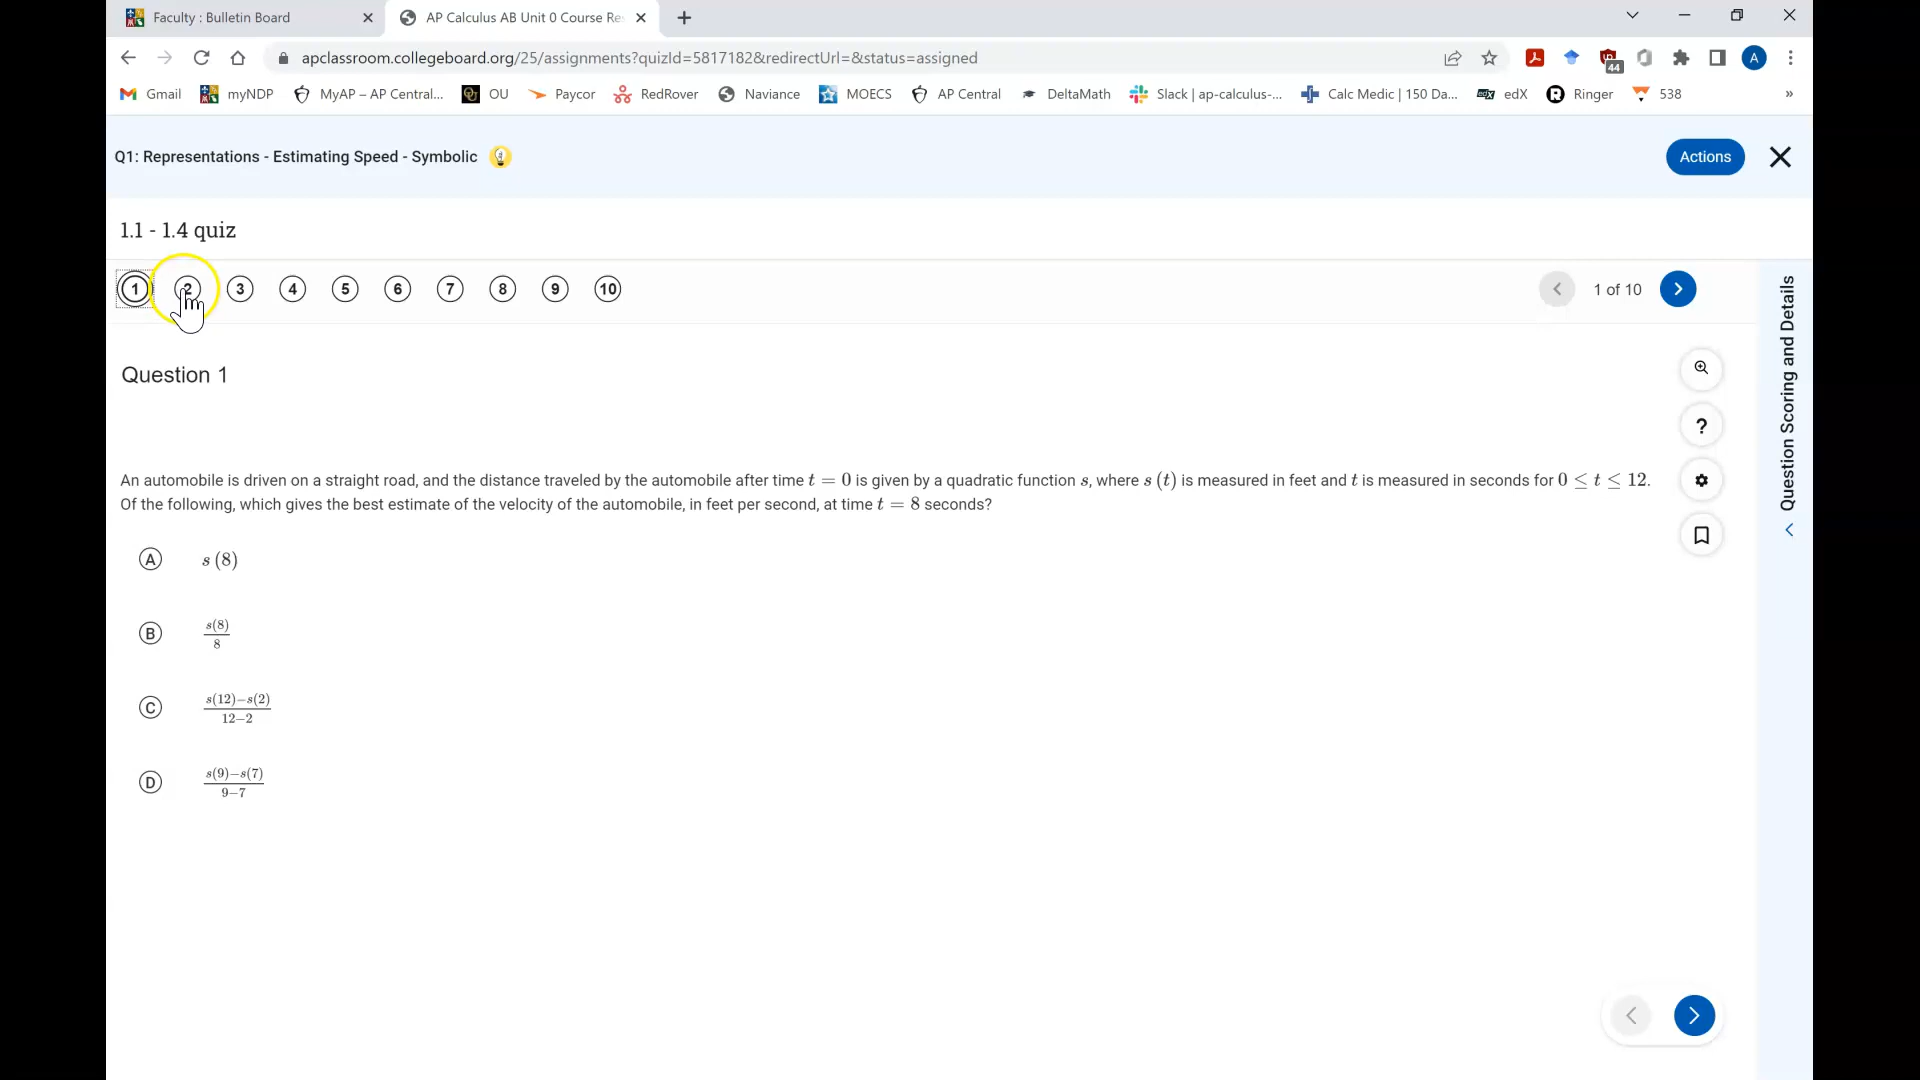 Faculty : Bulletin Board
AP Calculus AB Unit 0 Course Res
apclassroom.collegeboard.org/25/assignments?quizId=5817182&redirectUrl=&status=assigned
44
A
Gmail
myNDP
MyAP – AP Central...
OU
Paycor
RedRover
Naviance
MOECS
AP Central
DeltaMath
Slack | ap-calculus-...
Calc Medic | 150 Da...
edX
Ringer
538
»
Q1: Representations - Estimating Speed - Symbolic
Actions
1.1 - 1.4 quiz
1 2 3 4 5 6 7 8 9 10
1 of 10
Question Scoring and Details
Question 1
?
An automobile is driven on a straight road, and the distance traveled by the automobile after time t = 0 is given by a quadratic function s, where s (t) is measured in feet and t is measured in seconds for 0 ≤ t ≤ 12.
Of the following, which gives the best estimate of the velocity of the automobile, in feet per second, at time t = 8 seconds?
A s (8)
B s(8)/8
C s(12)−s(2)/12−2
D s(9)−s(7)/9−7